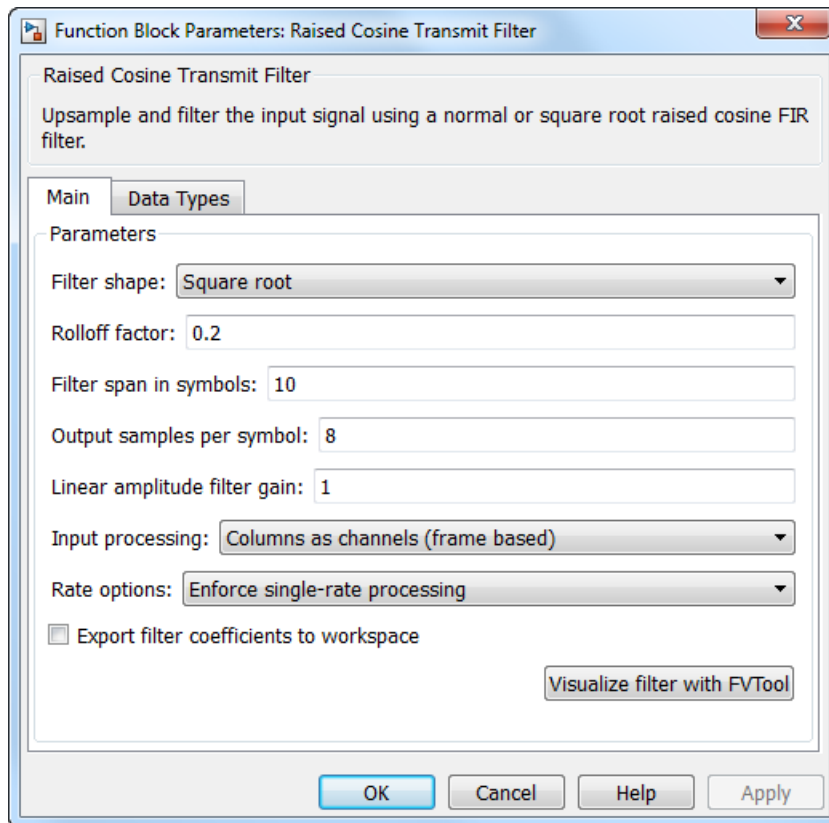 Function Block Parameters: Raised Cosine Transmit Filter
Raised Cosine Transmit Filter
Upsample and filter the input signal using a normal or square root raised cosine FIR
filter.
Main Data Types
Parameters
Filter shape: Square root
Rolloff factor: 0.2
Filter span in symbols: 10
Output samples per symbol: 8
Linear amplitude filter gain: 1
Input processing: Columns as channels (frame based)
Rate options: Enforce single-rate processing
Export filter coefficients to workspace
Visualize filter with FVTool
OK Cancel Help Apply